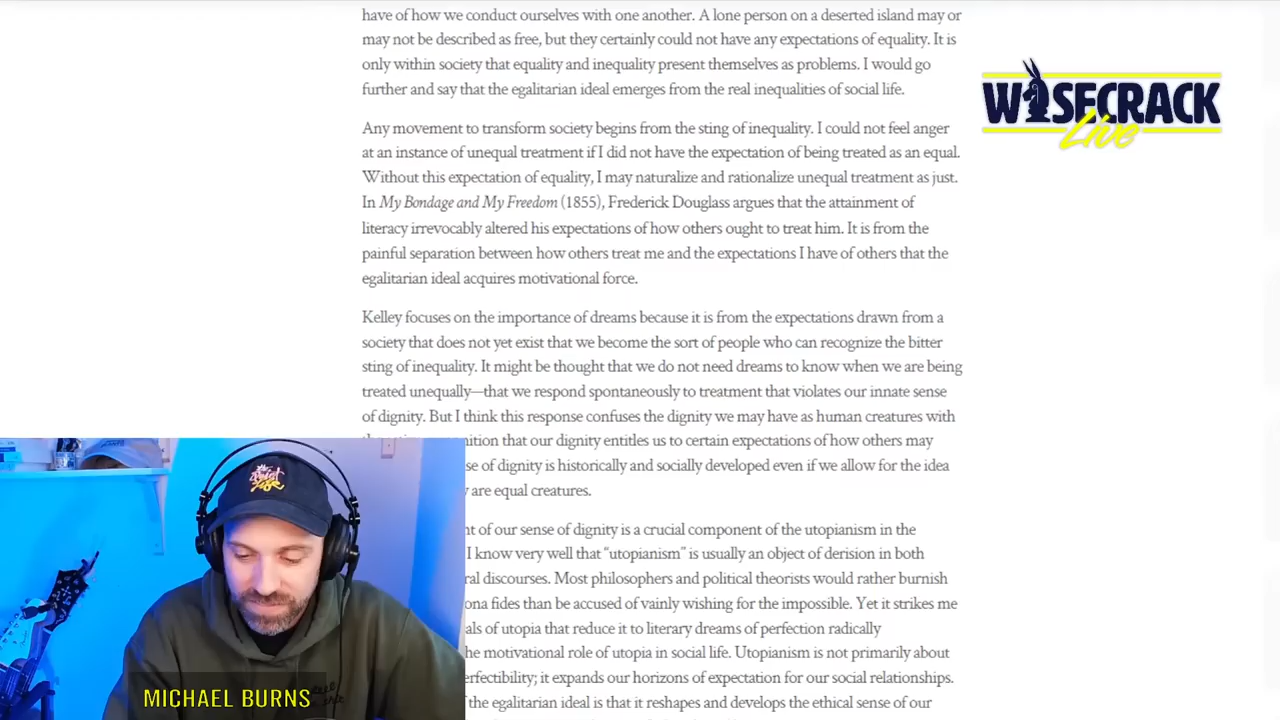 have of how we conduct ourselves with one another. A lone person on a deserted island may or
may not be described as free, but they certainly could not have any expectations of equality. It is
only within society that equality and inequality present themselves as problems. I would go
further and say that the egalitarian ideal emerges from the real inequalities of social life.
Any movement to transform society begins from the sting of inequality. I could not feel anger
at an instance of unequal treatment if I did not have the expectation of being treated as an equal.
Without this expectation of equality, I may naturalize and rationalize unequal treatment as just.
In My Bondage and My Freedom (1855), Frederick Douglass argues that the attainment of
literacy irrevocably altered his expectations of how others ought to treat him. It is from the
painful separation between how others treat me and the expectations I have of others that the
egalitarian ideal acquires motivational force.
Kelley focuses on the importance of dreams because it is from the expectations drawn from a
society that does not yet exist that we become the sort of people who can recognize the bitter
sting of inequality. It might be thought that we do not need dreams to know when we are being
treated unequally—that we respond spontaneously to treatment that violates our innate sense
of dignity. But I think this response confuses the dignity we may have as human creatures with
that our dignity entitles us to certain expectations of how others may
se of dignity is historically and socially developed even if we allow for the idea
y are equal creatures.
nt of our sense of dignity is a crucial component of the utopianism in the
I know very well that “utopianism” is usually an object of derision in both
ral discourses. Most philosophers and political theorists would rather burnish
ona fides than be accused of vainly wishing for the impossible. Yet it strikes me
als of utopia that reduce it to literary dreams of perfection radically
he motivational role of utopia in social life. Utopianism is not primarily about
erfectibility; it expands our horizons of expectation for our social relationships.
f the egalitarian ideal is that it reshapes and develops the ethical sense of our
WISECRACK
Live
MICHAEL BURNS